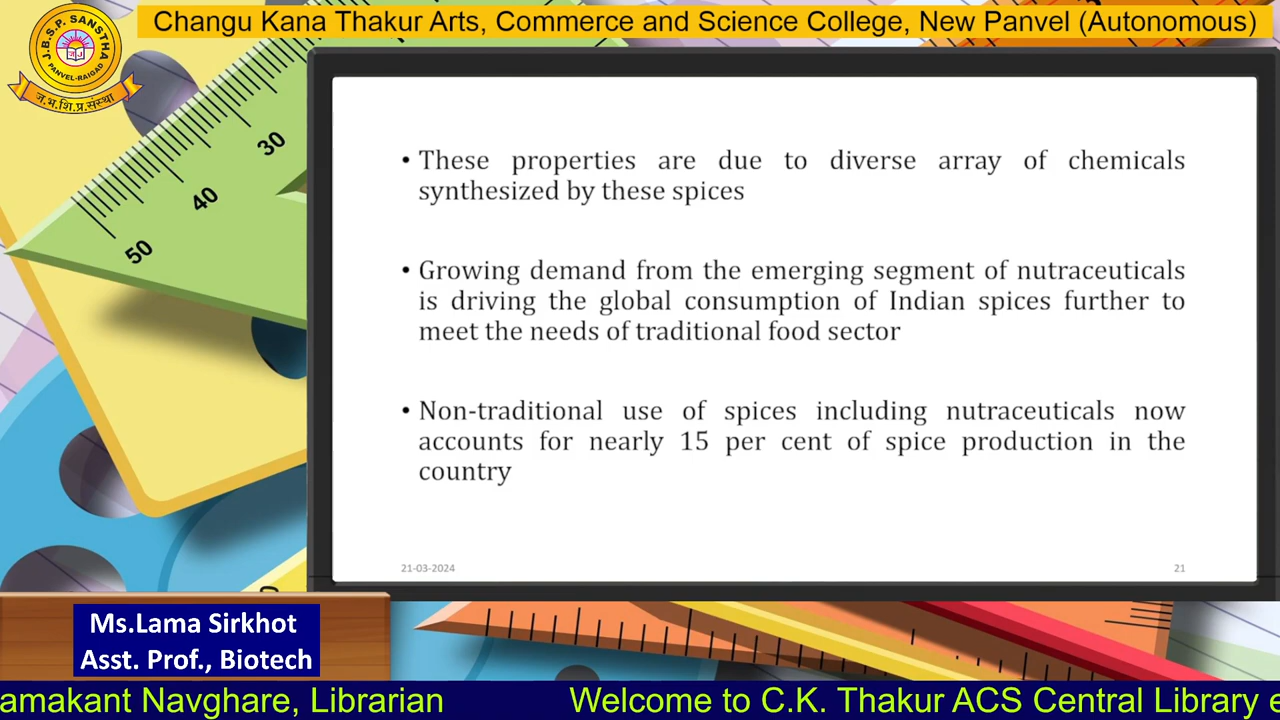 Changu Kana Thakur Arts, Commerce and Science College, New Panvel (Autonomous)
J.B.S.P. SANSTHA
PANVEL-RAIGAD
ज.भ.शि.प्र.संस्था
30
40
50
• These properties are due to diverse array of chemicals
synthesized by these spices
• Growing demand from the emerging segment of nutraceuticals
is driving the global consumption of Indian spices further to
meet the needs of traditional food sector
• Non-traditional use of spices including nutraceuticals now
accounts for nearly 15 per cent of spice production in the
country
21-03-2024
21
Ms.Lama Sirkhot
Asst. Prof., Biotech
amakant Navghare, Librarian
Welcome to C.K. Thakur ACS Central Library e